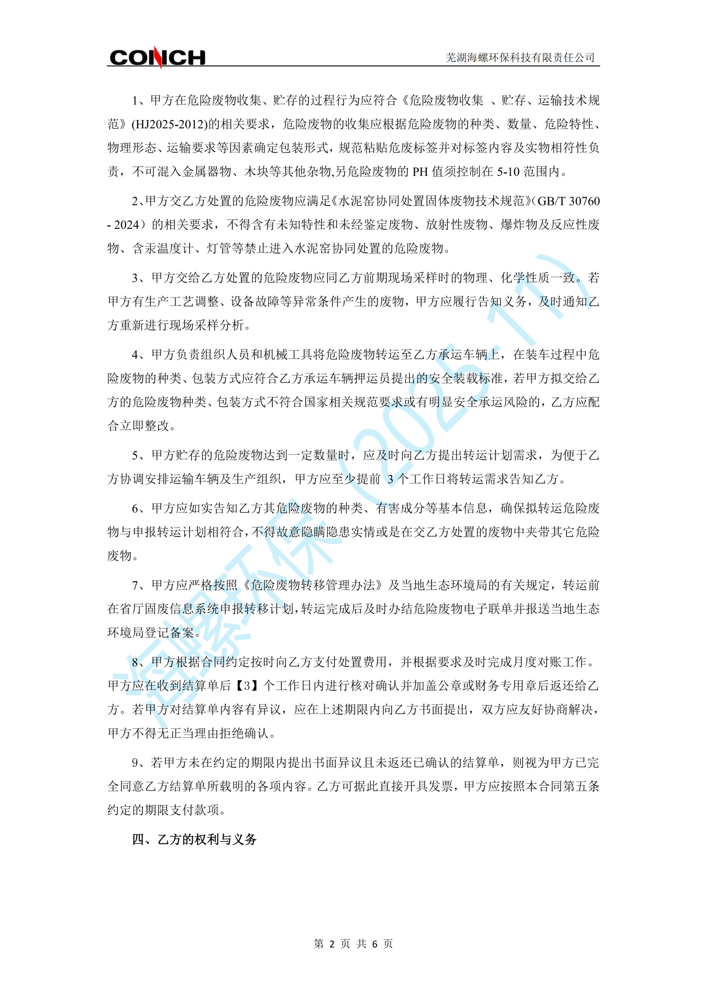 CONCH
芜湖海螺环保科技有限责任公司
1、甲方在危险废物收集、贮存的过程行为应符合《危险废物收集 、贮存、运输技术规
范》(HJ2025-2012)的相关要求，危险废物的收集应根据危险废物的种类、数量、危险特性、
物理形态、运输要求等因素确定包装形式，规范粘贴危废标签并对标签内容及实物相符性负
责，不可混入金属器物、木块等其他杂物,另危险废物的 PH 值须控制在 5-10 范围内。
2、甲方交乙方处置的危险废物应满足《水泥窑协同处置固体废物技术规范》（GB/T 30760
- 2024）的相关要求，不得含有未知特性和未经鉴定废物、放射性废物、爆炸物及反应性废
物、含汞温度计、灯管等禁止进入水泥窑协同处置的危险废物。
3、甲方交给乙方处置的危险废物应同乙方前期现场采样时的物理、化学性质一致。若
甲方有生产工艺调整、设备故障等异常条件产生的废物，甲方应履行告知义务，及时通知乙
方重新进行现场采样分析。
4、甲方负责组织人员和机械工具将危险废物转运至乙方承运车辆上，在装车过程中危
险废物的种类、包装方式应符合乙方承运车辆押运员提出的安全装载标准，若甲方拟交给乙
方的危险废物种类、包装方式不符合国家相关规范要求或有明显安全承运风险的，乙方应配
合立即整改。
5、甲方贮存的危险废物达到一定数量时，应及时向乙方提出转运计划需求，为便于乙
方协调安排运输车辆及生产组织，甲方应至少提前 3 个工作日将转运需求告知乙方。
6、甲方应如实告知乙方其危险废物的种类、有害成分等基本信息，确保拟转运危险废
物与申报转运计划相符合，不得故意隐瞒隐患实情或是在交乙方处置的废物中夹带其它危险
废物。
7、甲方应严格按照《危险废物转移管理办法》及当地生态环境局的有关规定，转运前
在省厅固废信息系统申报转移计划，转运完成后及时办结危险废物电子联单并报送当地生态
环境局登记备案。
8、甲方根据合同约定按时向乙方支付处置费用，并根据要求及时完成月度对账工作。
甲方应在收到结算单后【3】个工作日内进行核对确认并加盖公章或财务专用章后返还给乙
方。若甲方对结算单内容有异议，应在上述期限内向乙方书面提出，双方应友好协商解决，
甲方不得无正当理由拒绝确认。
9、若甲方未在约定的期限内提出书面异议且未返还已确认的结算单，则视为甲方已完
全同意乙方结算单所载明的各项内容。乙方可据此直接开具发票，甲方应按照本合同第五条
约定的期限支付款项。
四、乙方的权利与义务
海螺环保（2025-11）
第 2 页 共 6 页